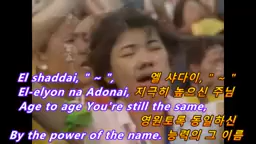 El shaddai, " ~ ", 엘 샤다이, " ~ "
El-elyon na Adonai, 지극히 높으신 주님
Age to age You're still the same,
영원토록 동일하신
By the power of the name. 능력의 그 이름